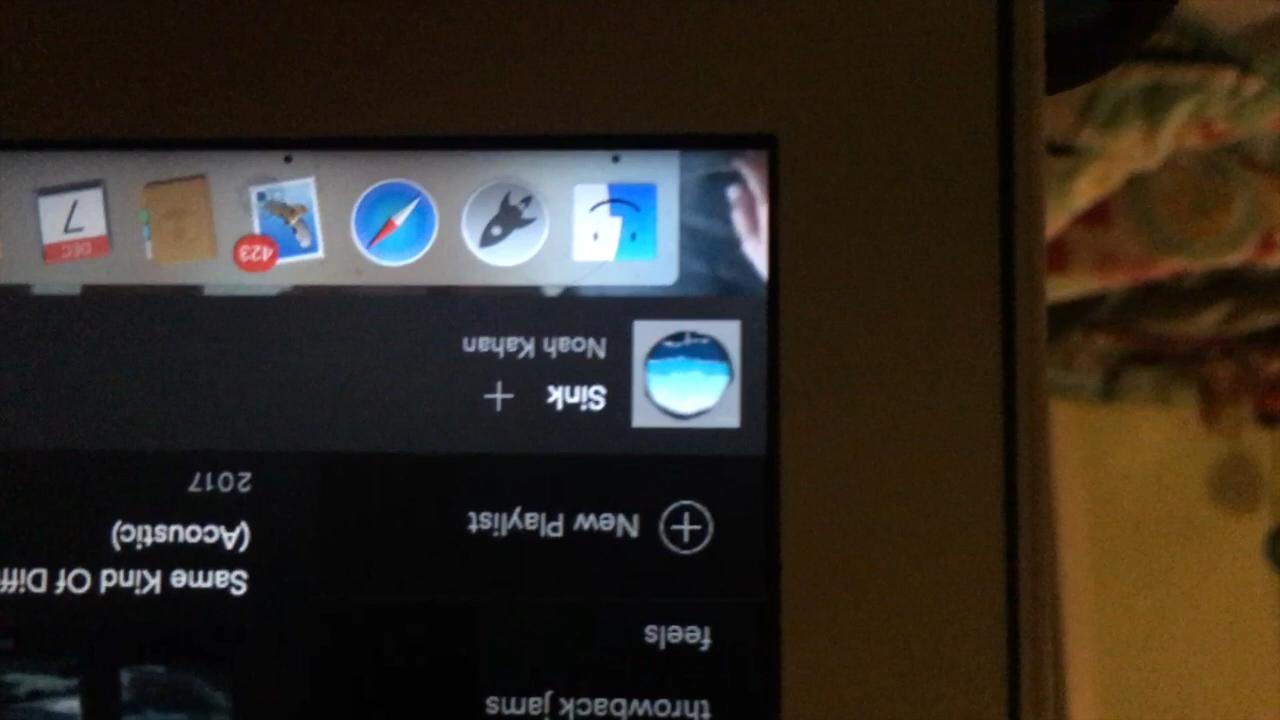 throwback jams
feels
New Playlist
Same Kind Of Diff
(Acoustic)
2017
Sink
Noah Kahan
423
DEC
7